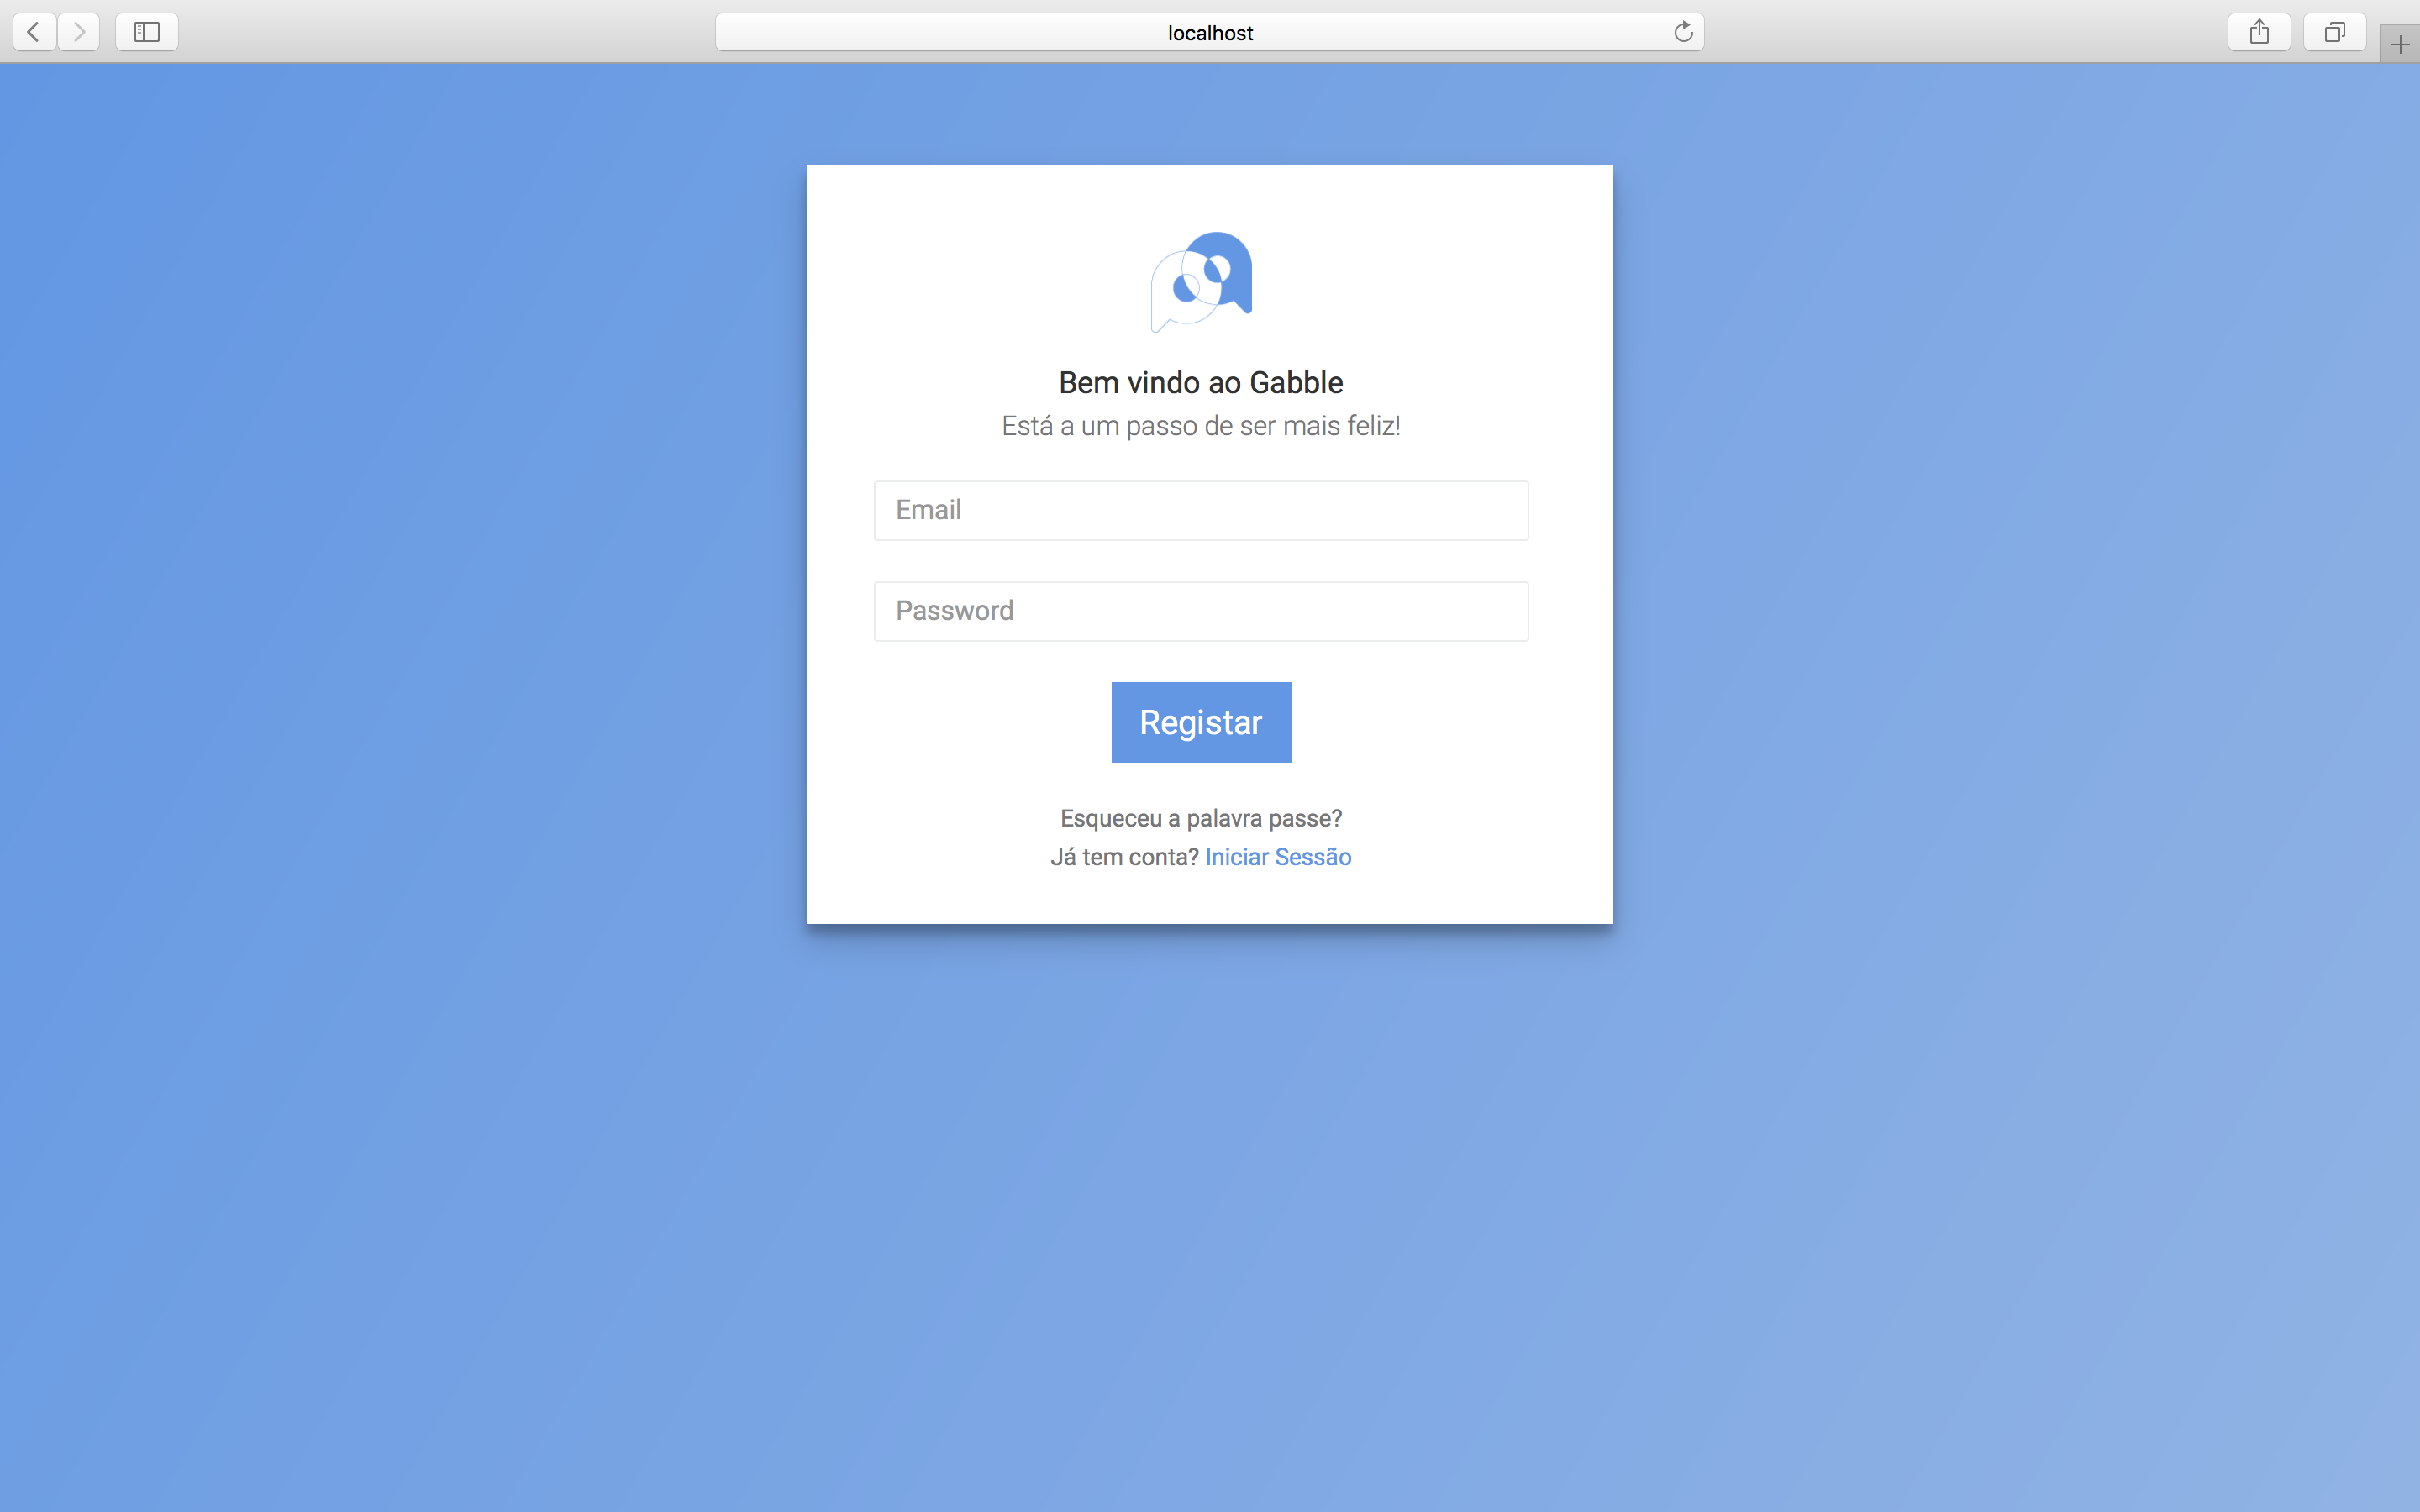 localhost
Bem vindo ao Gabble
Está a um passo de ser mais feliz!
Email
Password
Registar
Esqueceu a palavra passe?
Já tem conta? Iniciar Sessão